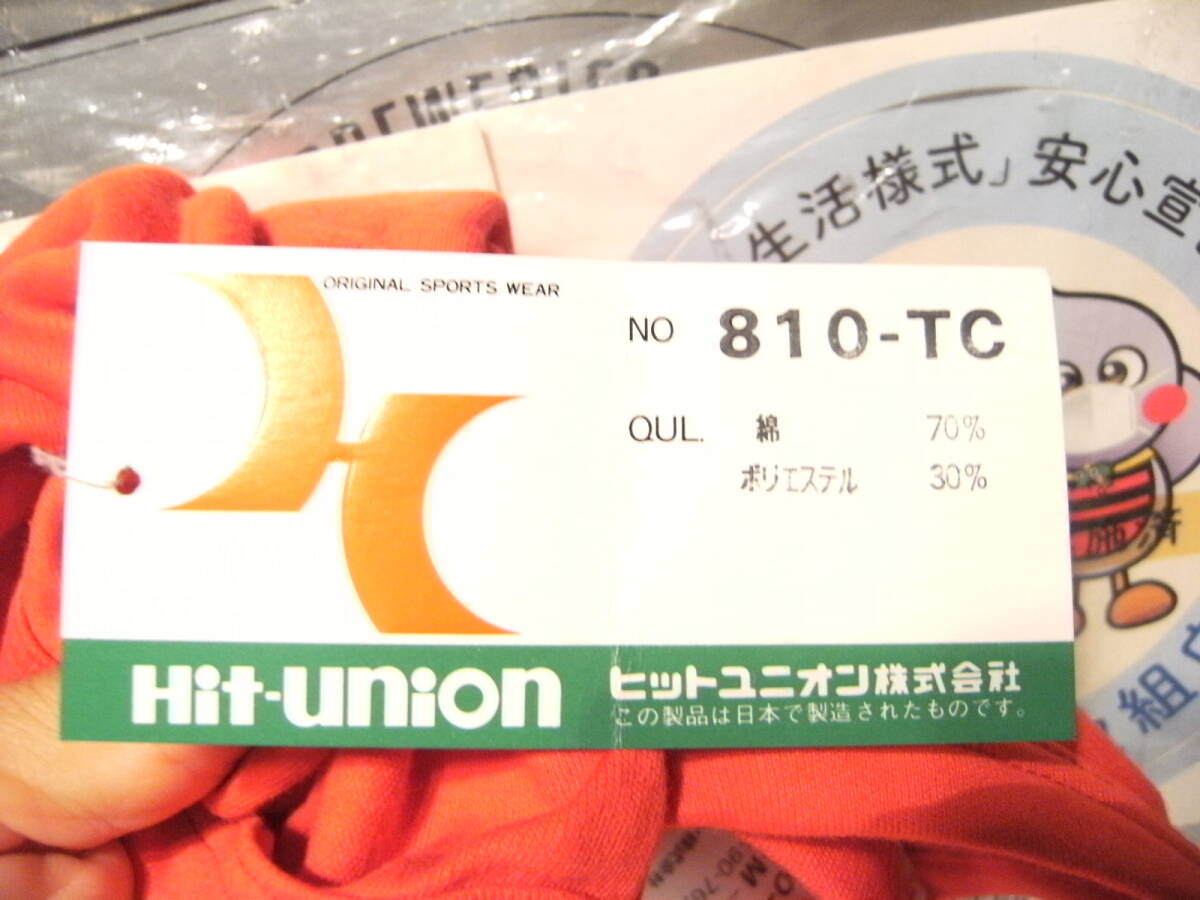 生活様式」安心宣
ORIGINAL SPORTS WEAR
NO 810-TC
QUL. 綿 70%
ポリエステル 30%
Hit-union
ヒットユニオン株式会社
この製品は日本で製造されたものです。
組